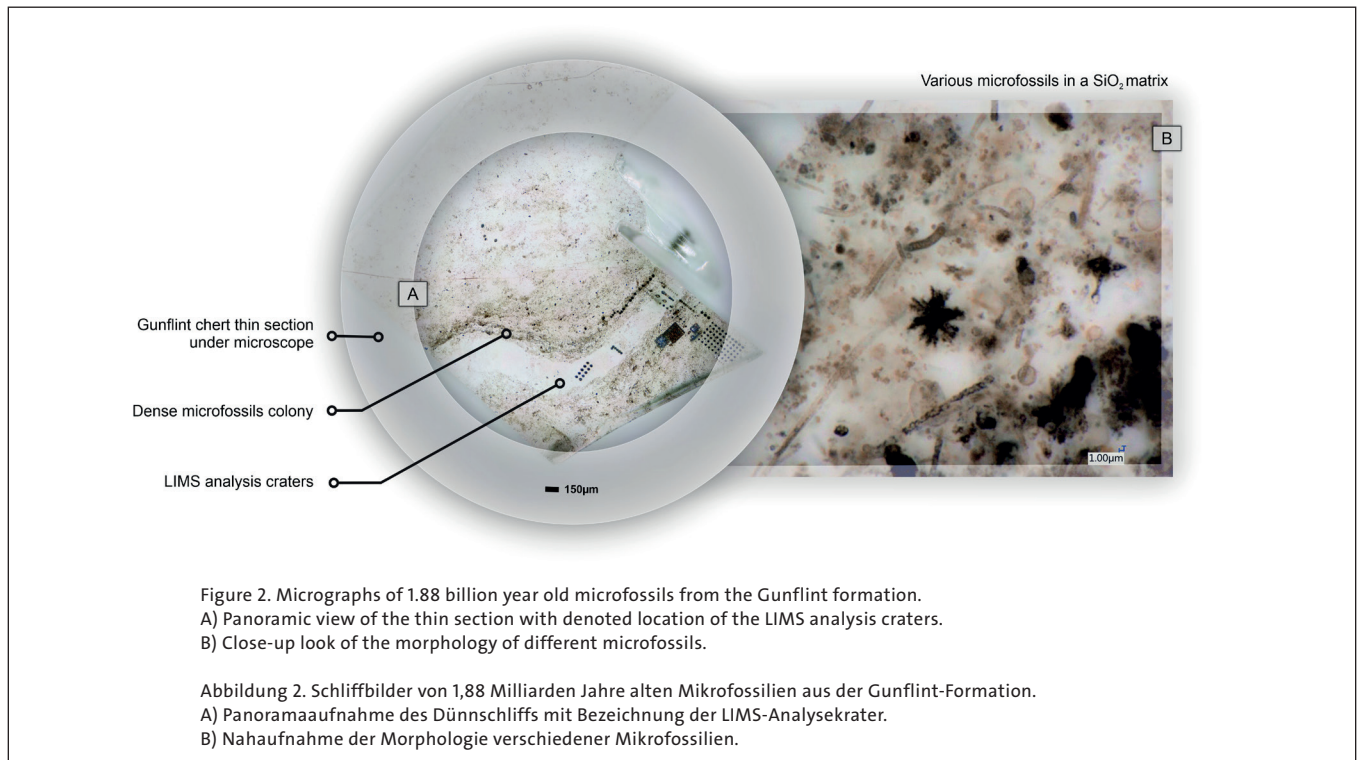 Various microfossils in a SiO₂ matrix
B
A
Gunflint chert thin section
under microscope
Dense microfossils colony
1
LIMS analysis craters
150µm
1.00µm
Figure 2. Micrographs of 1.88 billion year old microfossils from the Gunflint formation.
A) Panoramic view of the thin section with denoted location of the LIMS analysis craters.
B) Close-up look of the morphology of different microfossils.
Abbildung 2. Schliffbilder von 1,88 Milliarden Jahre alten Mikrofossilien aus der Gunflint-Formation.
A) Panoramaaufnahme des Dünnschliffs mit Bezeichnung der LIMS-Analysekrater.
B) Nahaufnahme der Morphologie verschiedener Mikrofossilien.